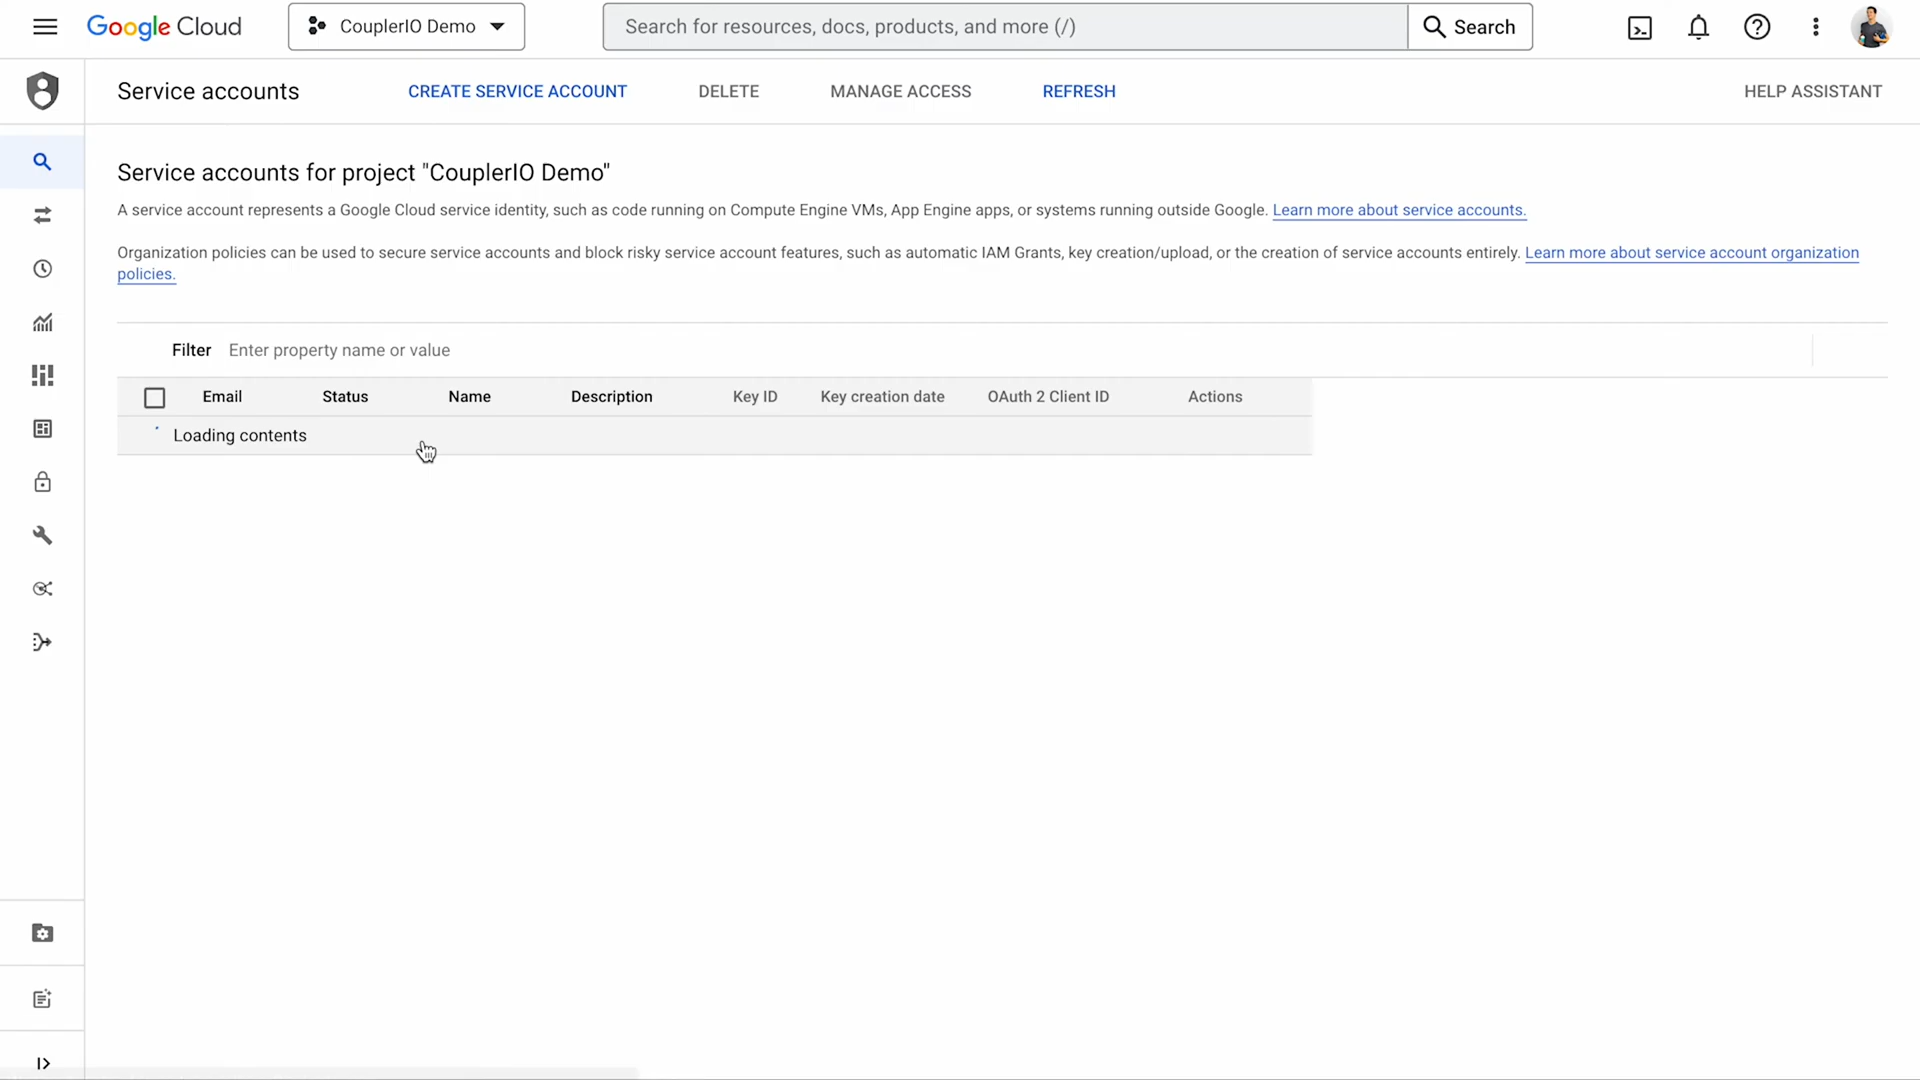 Google Cloud
CouplerIO Demo
Search for resources, docs, products, and more (/)
Search
Service accounts
CREATE SERVICE ACCOUNT
DELETE
MANAGE ACCESS
REFRESH
HELP ASSISTANT
Service accounts for project "CouplerIO Demo"
A service account represents a Google Cloud service identity, such as code running on Compute Engine VMs, App Engine apps, or systems running outside Google. Learn more about service accounts.
Organization policies can be used to secure service accounts and block risky service account features, such as automatic IAM Grants, key creation/upload, or the creation of service accounts entirely. Learn more about service account organization
policies.
Filter Enter property name or value
Email Status Name Description Key ID Key creation date OAuth 2 Client ID Actions
Loading contents